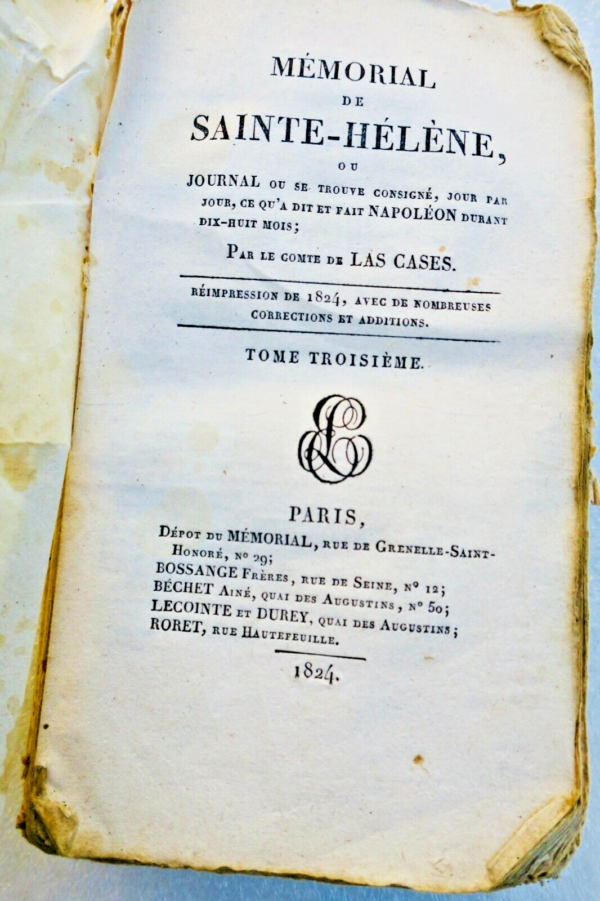 MÉMORIAL
DE
SAINTE-HÉLÈNE,
OU
JOURNAL OU SE TROUVE CONSIGNÉ, JOUR PAR
JOUR, CE QU'A DIT ET FAIT NAPOLÉON DURANT
DIX-HUIT MOIS;
PAR LE COMTE DE LAS CASES.
RÉIMPRESSION DE 1824, AVEC DE NOMBREUSES
CORRECTIONS ET ADDITIONS.
TOME TROISIÈME.
PARIS,
DÉPOT DU MÉMORIAL, RUE DE GRENELLE-SAINT-
HONORÉ, N° 29;
BOSSANGE FRÈRES, RUE DE SEINE, N° 12;
BÉCHET AINÉ, QUAI DES AUGUSTINS, N° 50;
LECOINTE ET DUREY, QUAI DES AUGUSTINS;
RORET, RUE HAUTEFEUILLE.
1824.